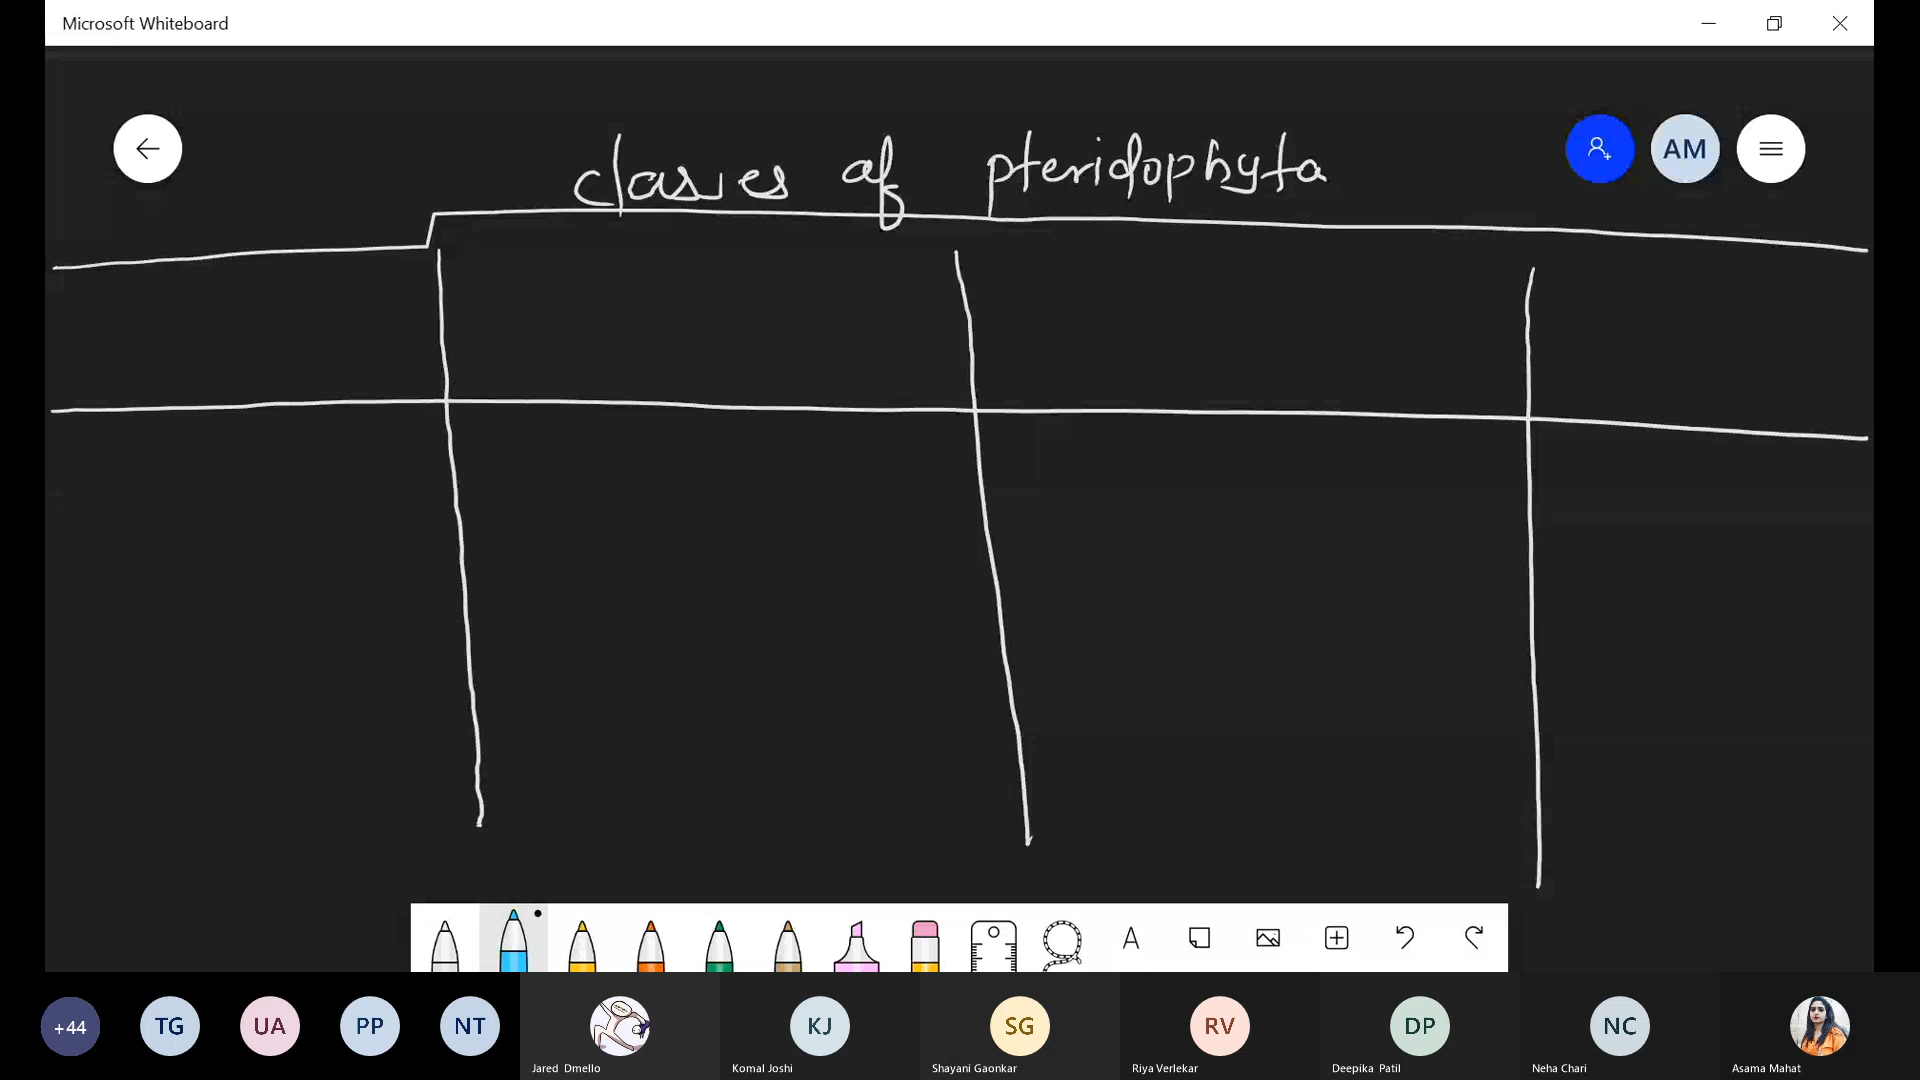 Microsoft Whiteboard
classes of pteridophyta
AM
A
+44
TG
UA
PP
NT
KJ
SG
RV
DP
NC
Jared Dmello
Komal Joshi
Shayani Gaonkar
Riya Verlekar
Deepika Patil
Neha Chari
Asama Mahat